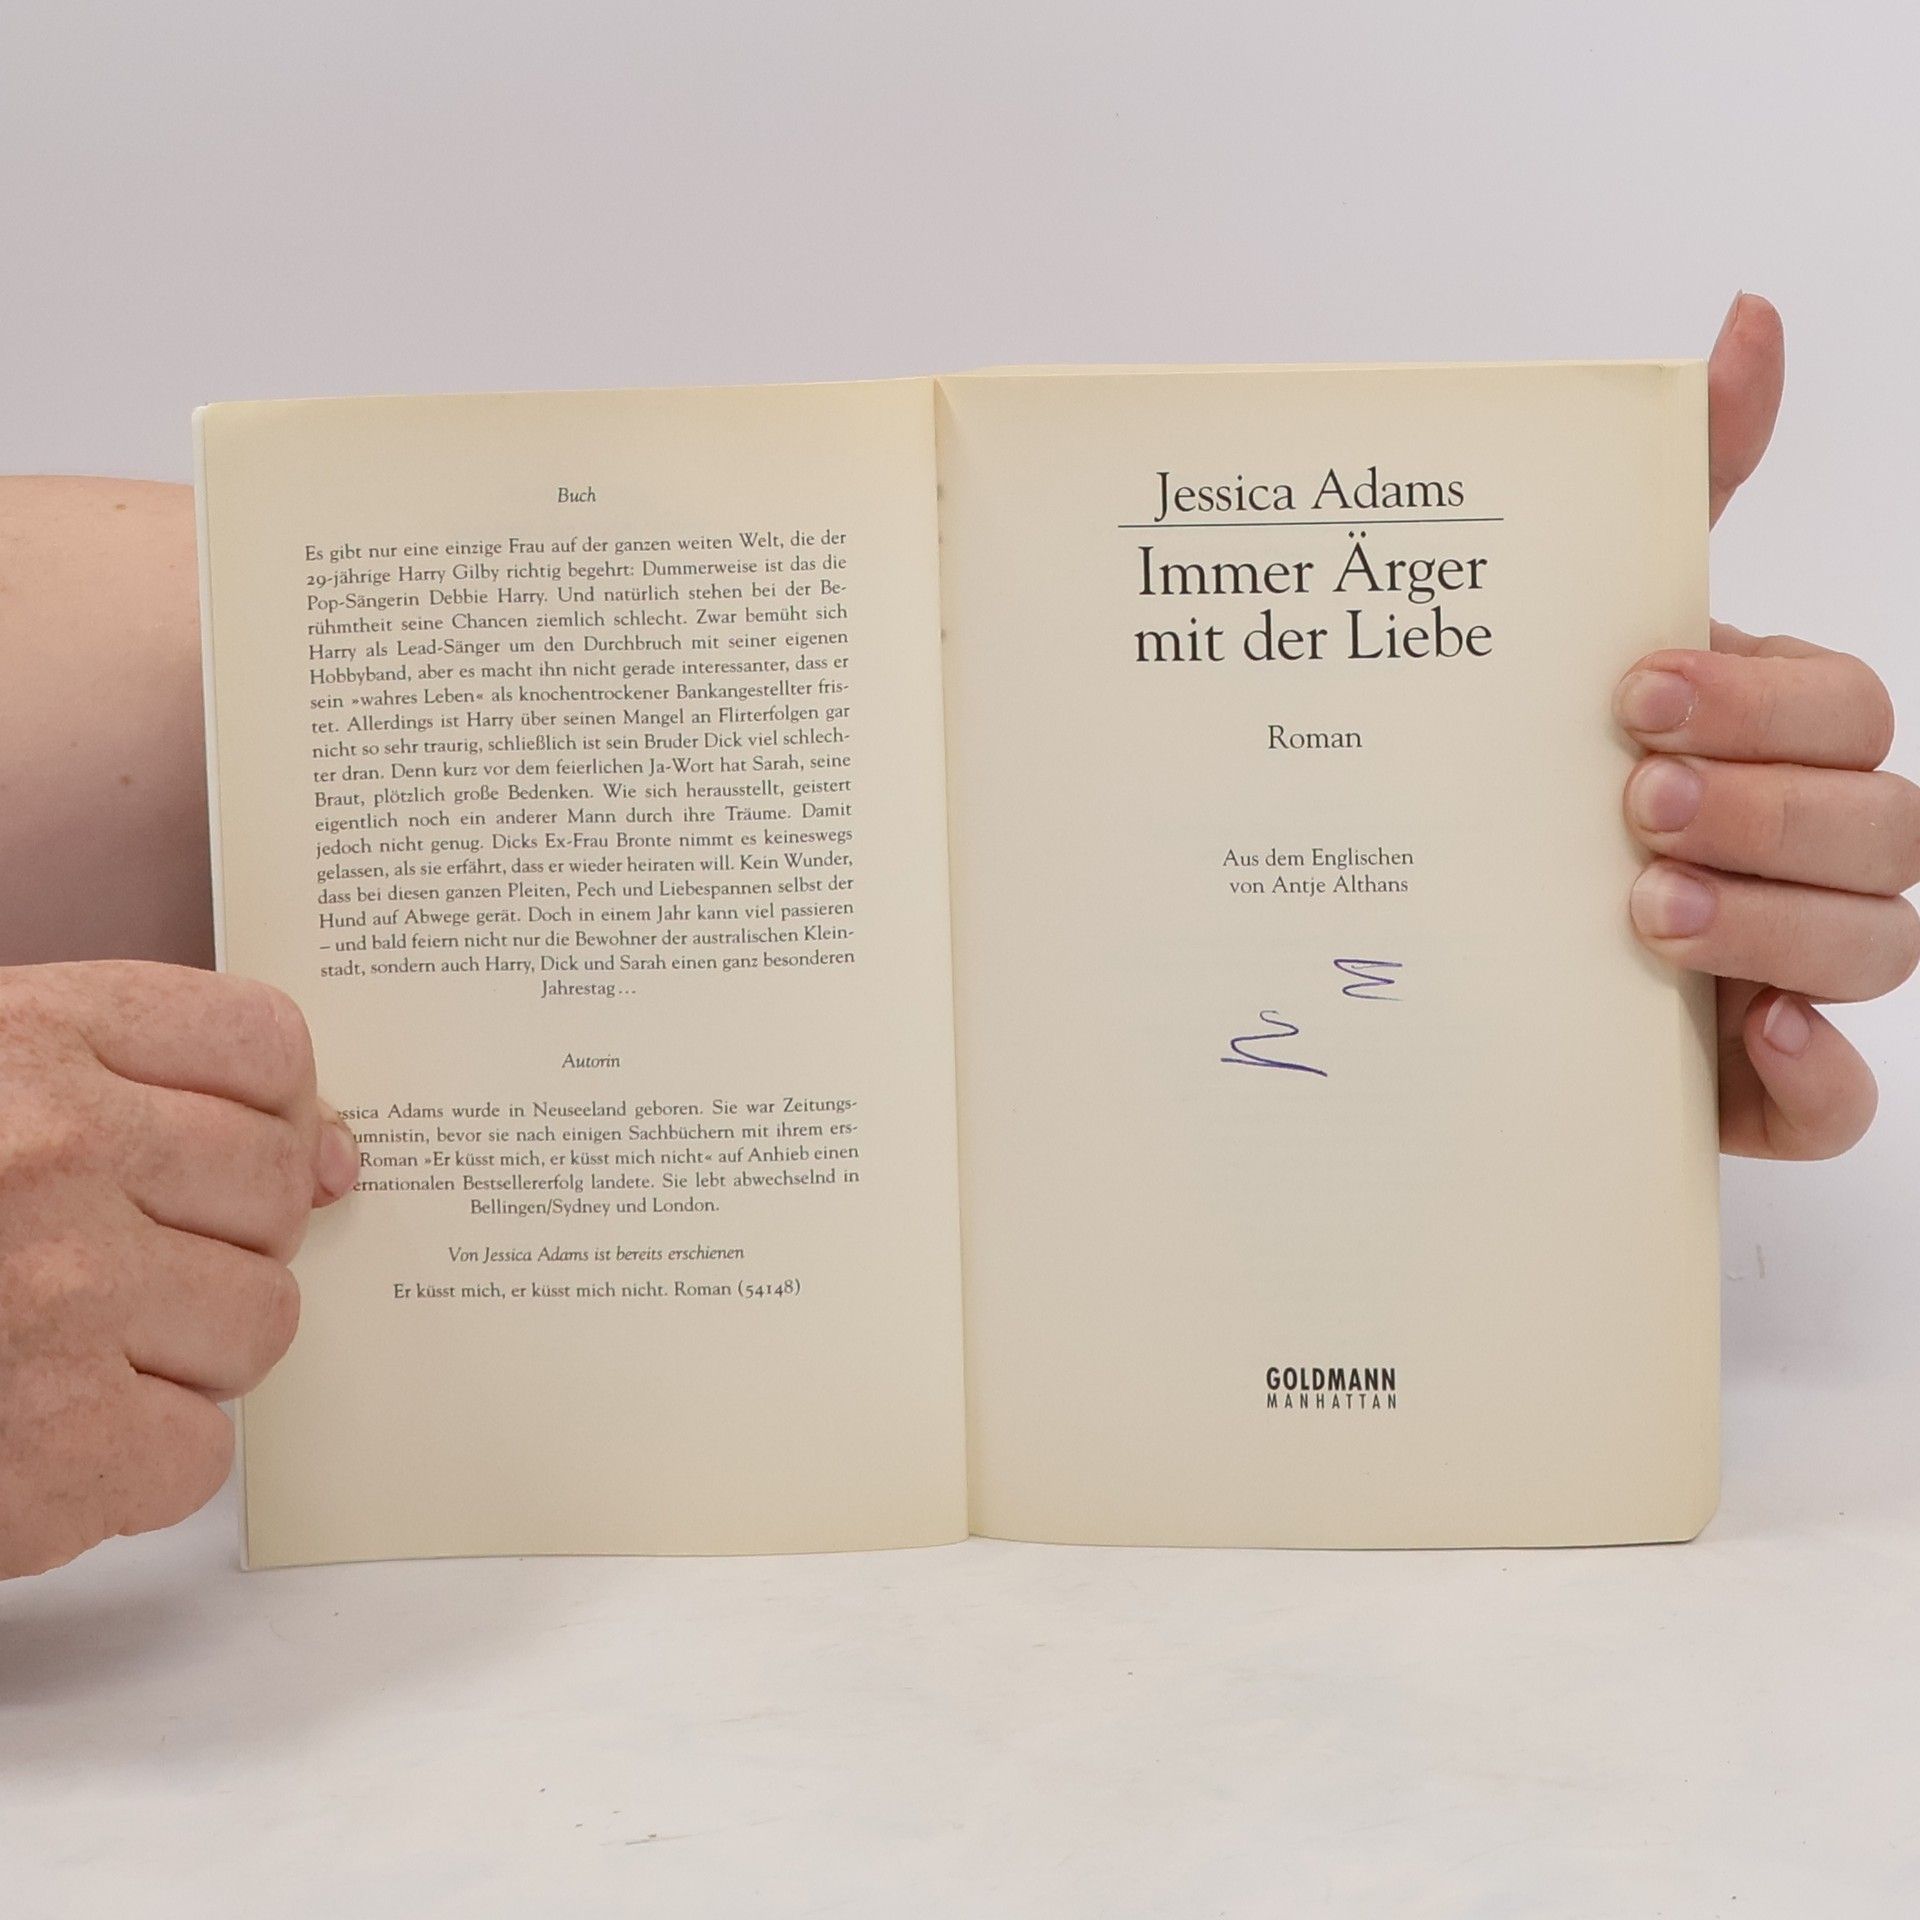 Buch
Es gibt nur eine einzige Frau auf der ganzen weiten Welt, die der
29-jährige Harry Gilby richtig begehrt: Dummerweise ist das die
Pop-Sängerin Debbie Harry. Und natürlich stehen bei der Be-
rühmtheit seine Chancen ziemlich schlecht. Zwar bemüht sich
Harry als Lead-Sänger um den Durchbruch mit seiner eigenen
Hobbyband, aber es macht ihn nicht gerade interessanter, dass er
sein »wahres Leben« als knochentrockener Bankangestellter fris-
tet. Allerdings ist Harry über seinen Mangel an Flirterfolgen gar
nicht so sehr traurig, schließlich ist sein Bruder Dick viel schlech-
ter dran. Denn kurz vor dem feierlichen Ja-Wort hat Sarah, seine
Braut, plötzlich große Bedenken. Wie sich herausstellt, geistert
eigentlich noch ein anderer Mann durch ihre Träume. Damit
jedoch nicht genug. Dicks Ex-Frau Bronte nimmt es keineswegs
gelassen, als sie erfährt, dass er wieder heiraten will. Kein Wunder,
dass bei diesen ganzen Pleiten, Pech und Liebespannen selbst der
Hund auf Abwege gerät. Doch in einem Jahr kann viel passieren
– und bald feiern nicht nur die Bewohner der australischen Klein-
stadt, sondern auch Harry, Dick und Sarah einen ganz besonderen
Jahrestag...
Autorin
ssica Adams wurde in Neuseeland geboren. Sie war Zeitungs-
umnistin, bevor sie nach einigen Sachbüchern mit ihrem ers-
Roman »Er küsst mich, er küsst mich nicht« auf Anhieb einen
ernationalen Bestsellererfolg landete. Sie lebt abwechselnd in
Bellingen/Sydney und London.
Von Jessica Adams ist bereits erschienen
Er küsst mich, er küsst mich nicht. Roman (54148)
Jessica Adams
Immer Ärger
mit der Liebe
Roman
Aus dem Englischen
von Antje Althans
GOLDMANN
MANHATTAN